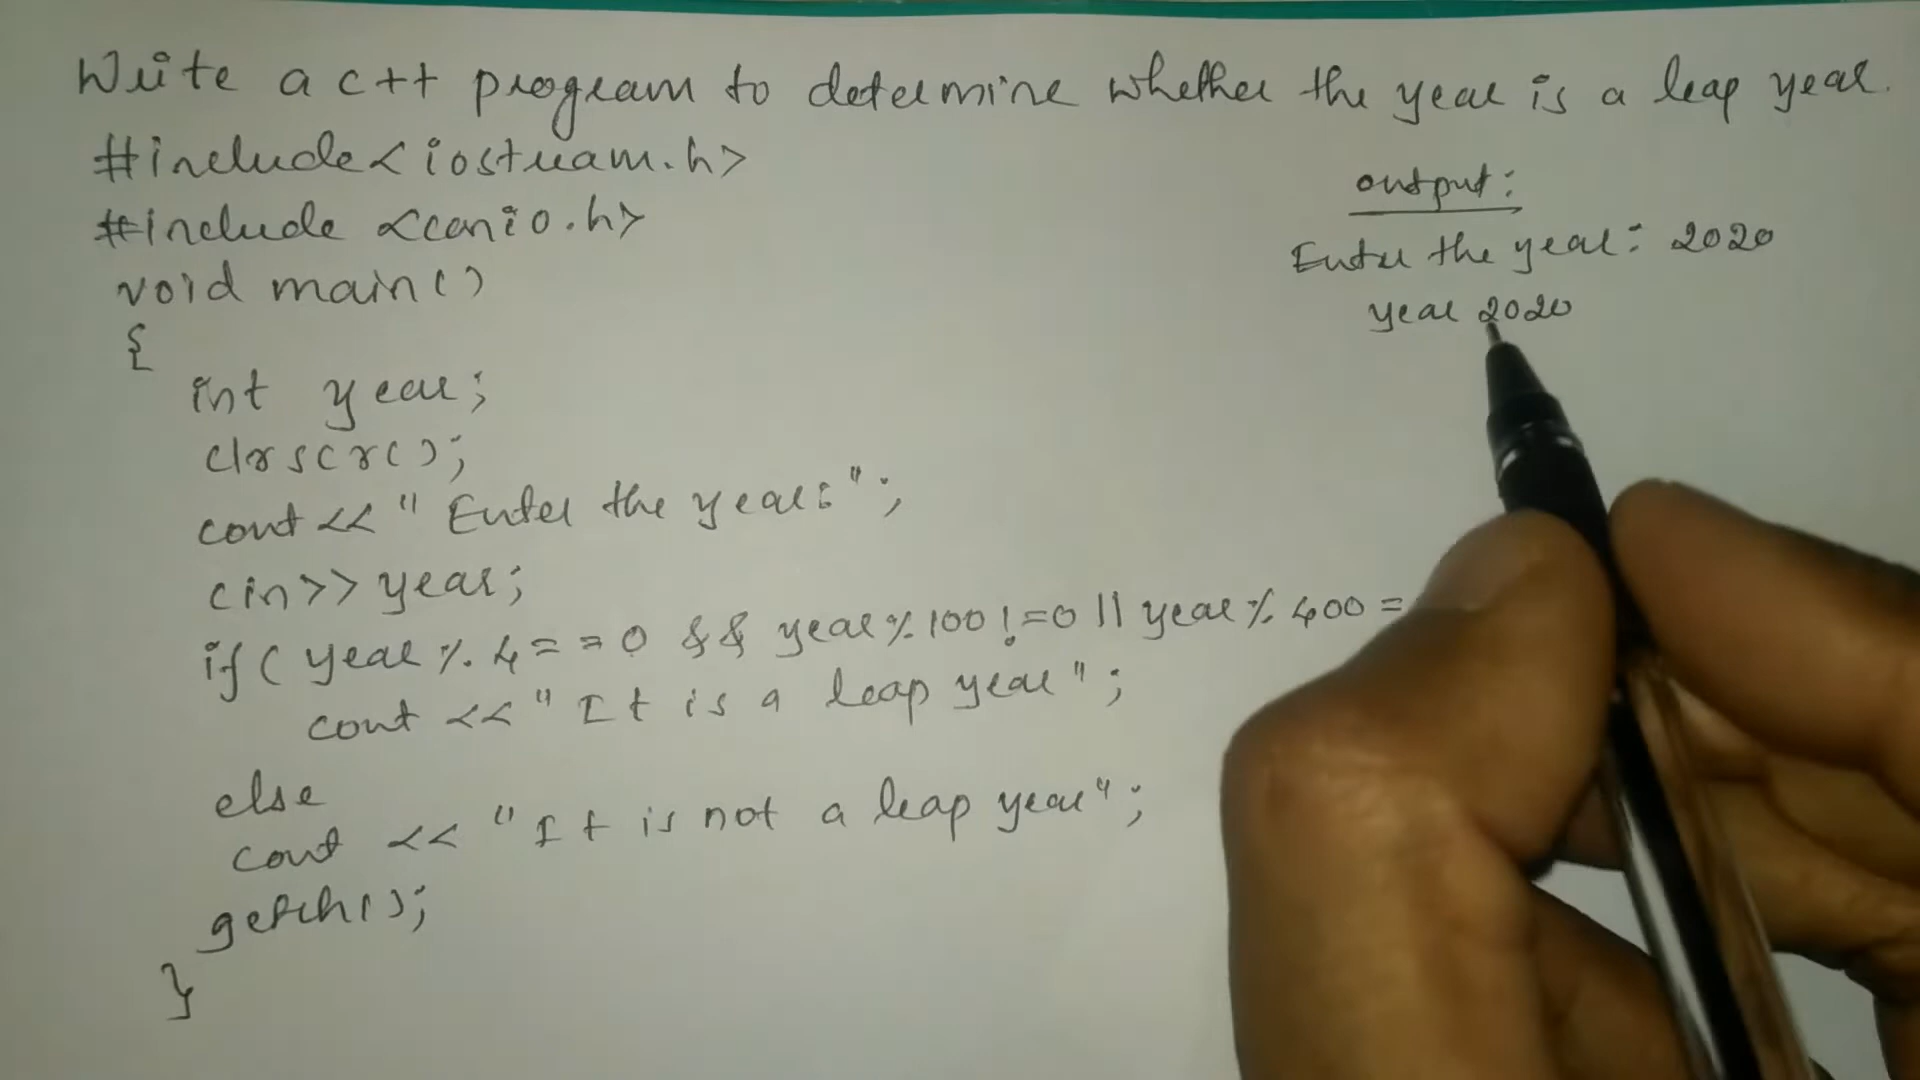 Write a c++ program to determine whether the year is a leap year.
#include<iostream.h>
#include <conio.h>
void main()
{
int year;
clrscr();
cout<<"Enter the year:";
cin>>year;
if(year%4==0 && year%100!=0||year%400=
cout<<"It is a leap year";
else
cout<<"It is not a leap year";
getch();
}
output:
Enter the year: 2020
year 2020